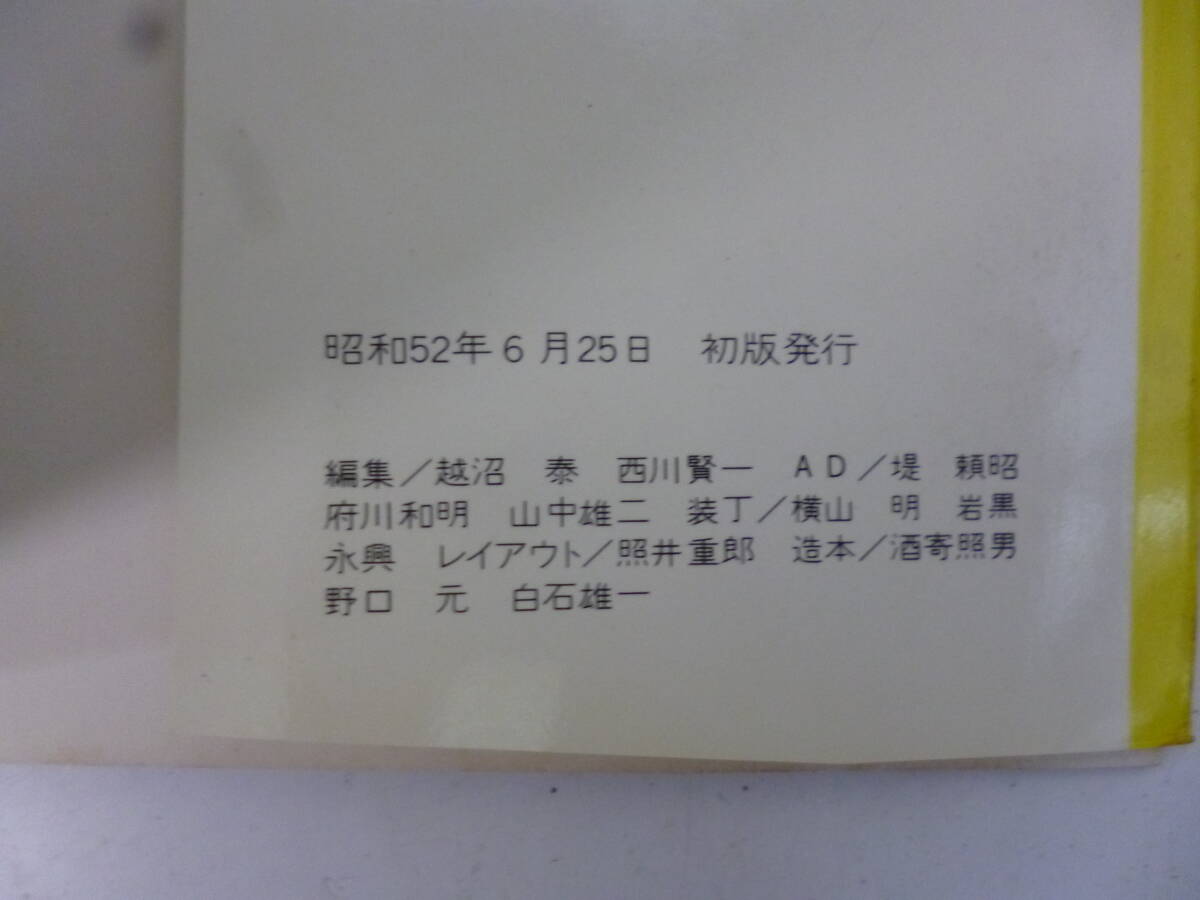 昭和52年6月25日　初版発行
編集／越沼　泰　西川賢一　AD／堤　頼昭
府川和明　山中雄二　装丁／横山　明　岩黒
永興　レイアウト／照井重郎　造本／酒寄照男
野口　元　白石雄一